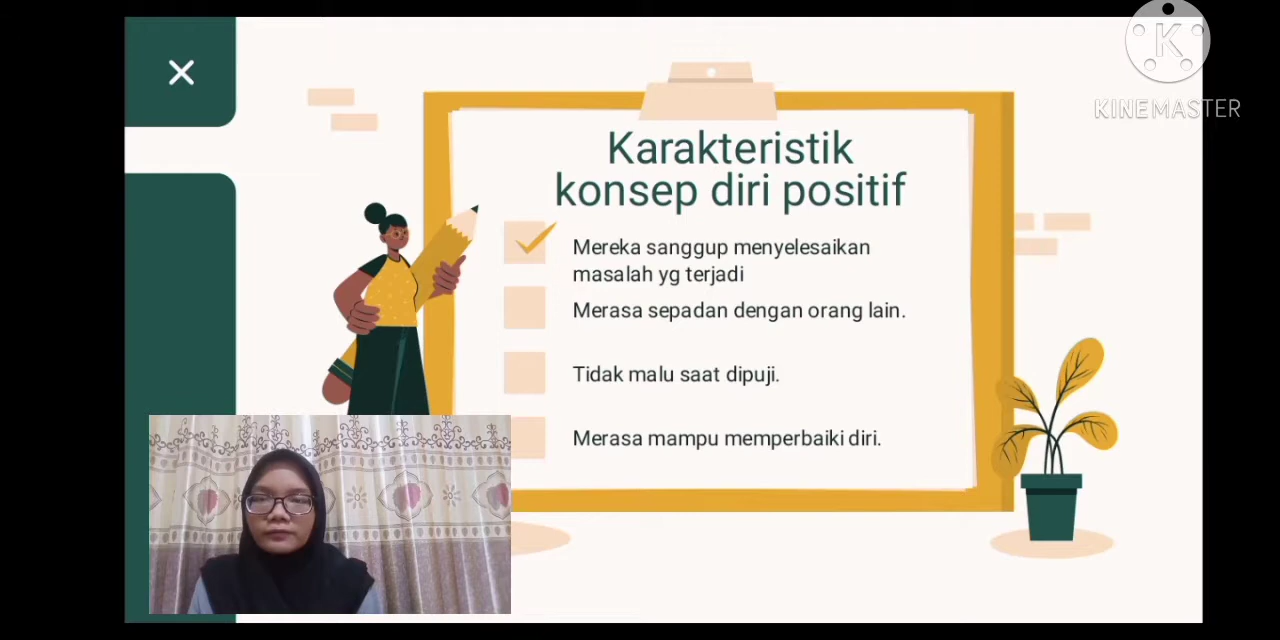 K
KINEMASTER
Karakteristik
konsep diri positif
Mereka sanggup menyelesaikan
masalah yg terjadi
Merasa sepadan dengan orang lain.
Tidak malu saat dipuji.
Merasa mampu memperbaiki diri.